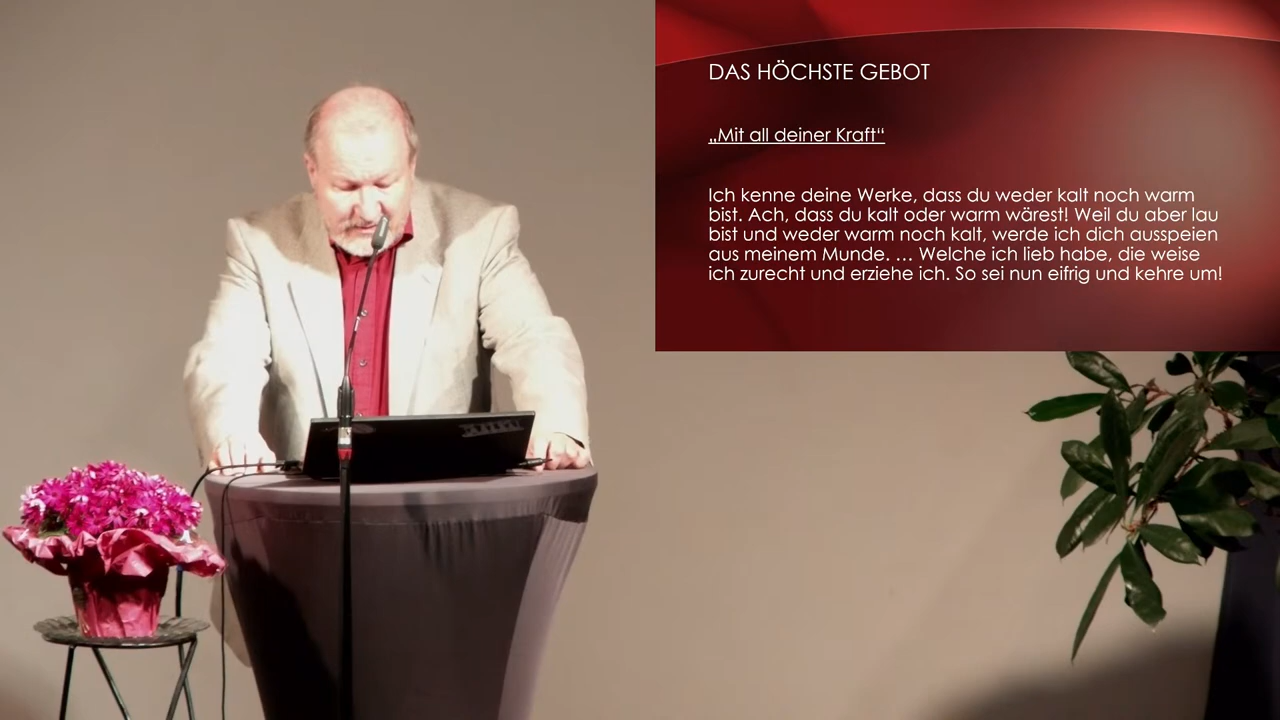 DAS HÖCHSTE GEBOT
„Mit all deiner Kraft“
Ich kenne deine Werke, dass du weder kalt noch warm
bist. Ach, dass du kalt oder warm wärest! Weil du aber lau
bist und weder warm noch kalt, werde ich dich ausspeien
aus meinem Munde. … Welche ich lieb habe, die weise
ich zurecht und erziehe ich. So sei nun eifrig und kehre um!